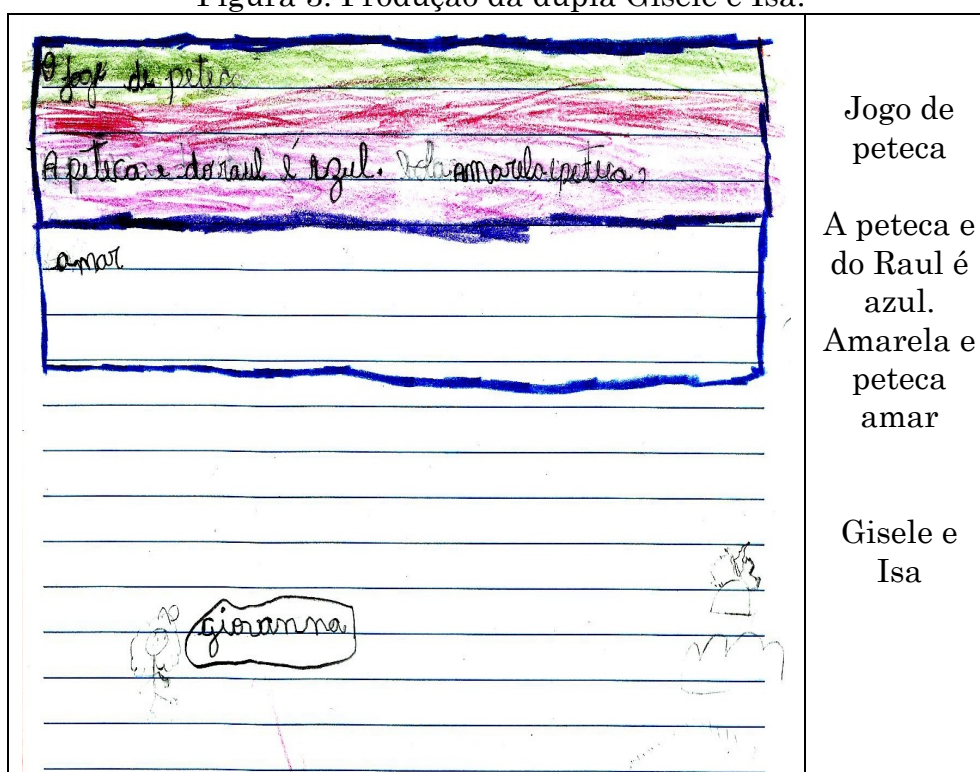 Figura 3: Produção da dupla Gisele e Isa.
O jogo de peteca
A peteca e do raul é azul. amarela e peteca
amar
giovanna
Jogo de
peteca
A peteca e
do Raul é
azul.
Amarela e
peteca
amar
Gisele e
Isa